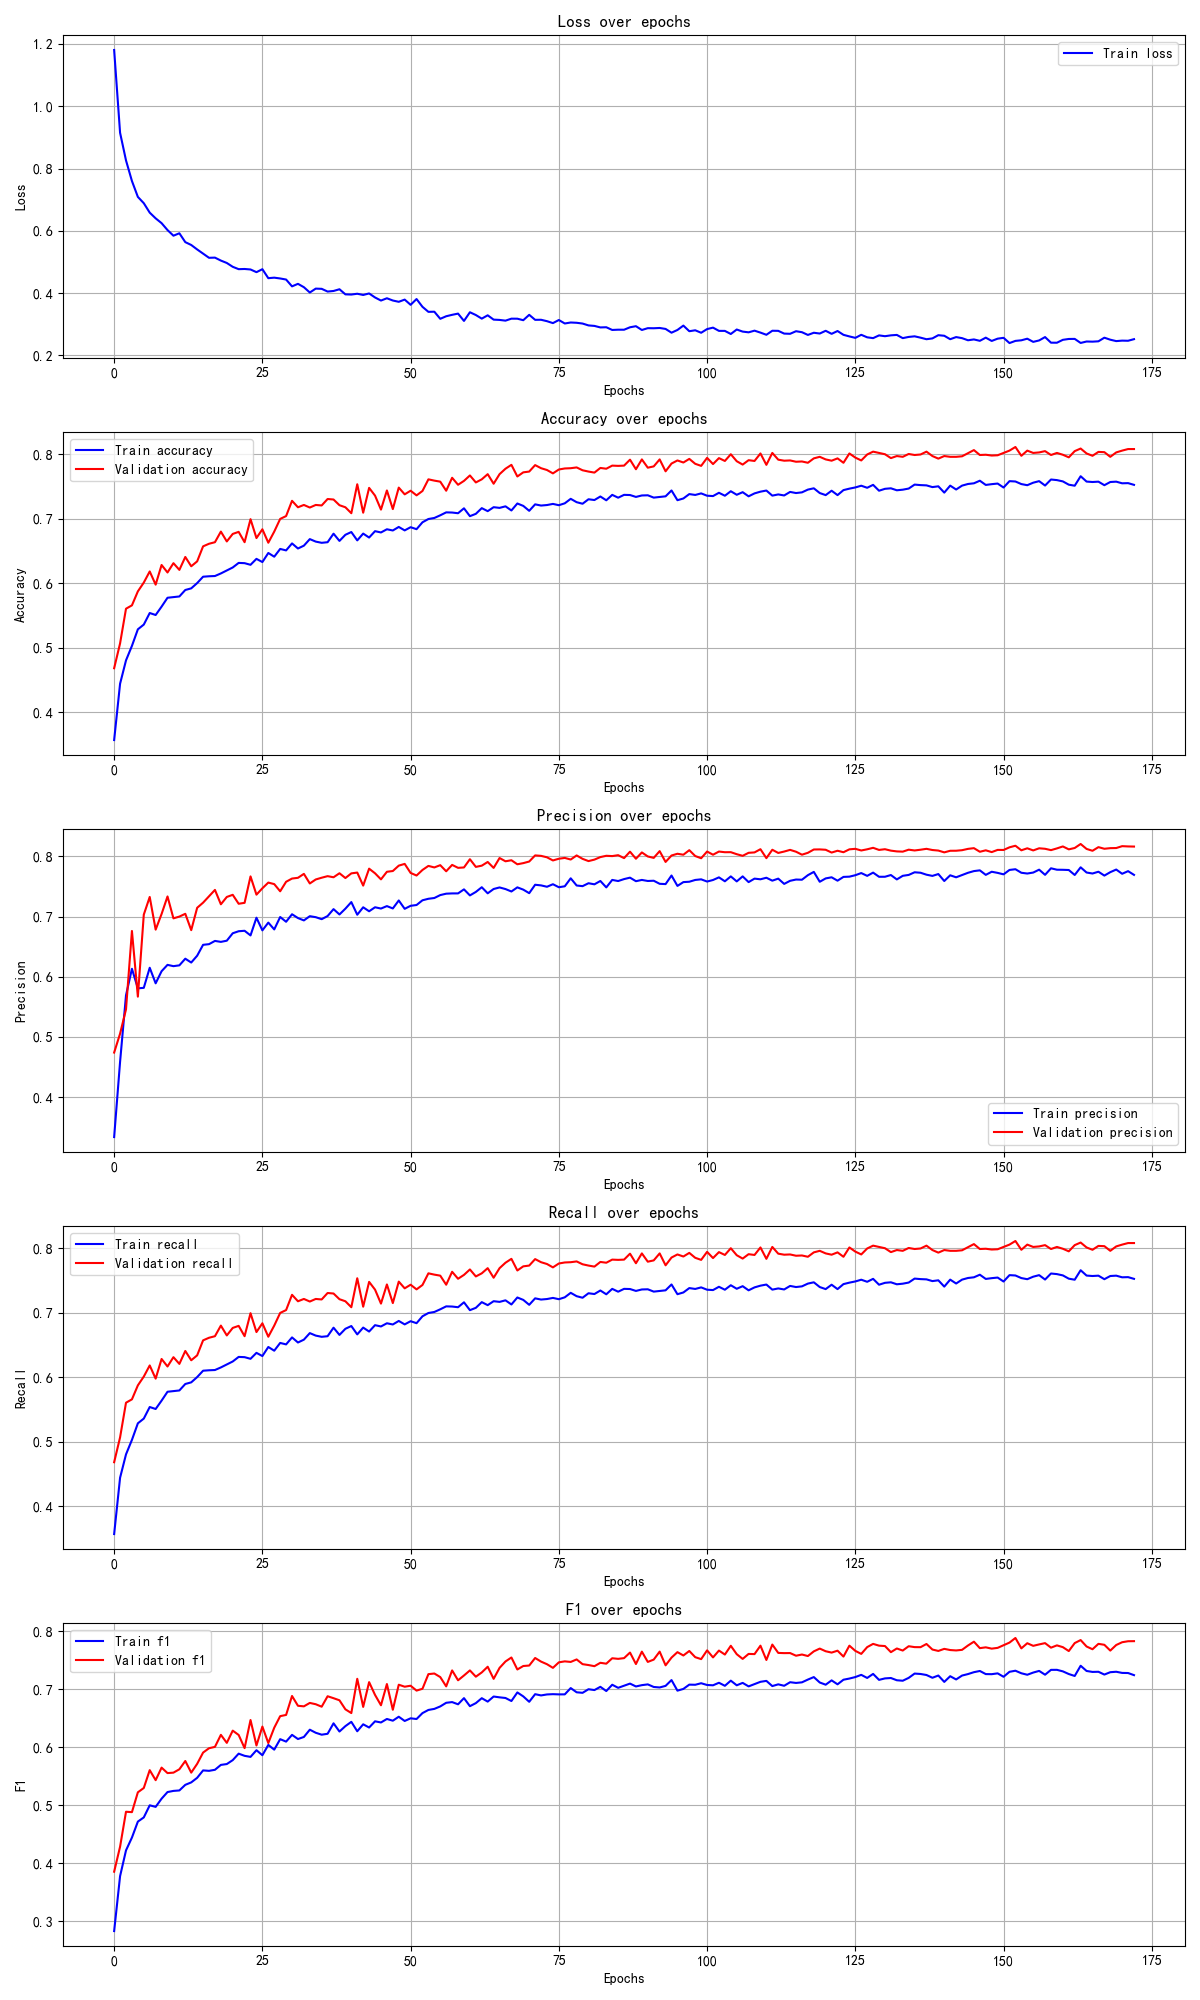 Loss over epochs
1.2
1.0
0.8
0.6
0.4
0.2
Loss
Train loss
0 25 50 75 100 125 150 175
Epochs
Accuracy over epochs
0.8
0.7
0.6
0.5
0.4
Accuracy
Train accuracy
Validation accuracy
0 25 50 75 100 125 150 175
Epochs
Precision over epochs
0.8
0.7
0.6
0.5
0.4
Precision
Train precision
Validation precision
0 25 50 75 100 125 150 175
Epochs
Recall over epochs
0.8
0.7
0.6
0.5
0.4
Recall
Train recall
Validation recall
0 25 50 75 100 125 150 175
Epochs
F1 over epochs
0.8
0.7
0.6
0.5
0.4
0.3
F1
Train f1
Validation f1
0 25 50 75 100 125 150 175
Epochs